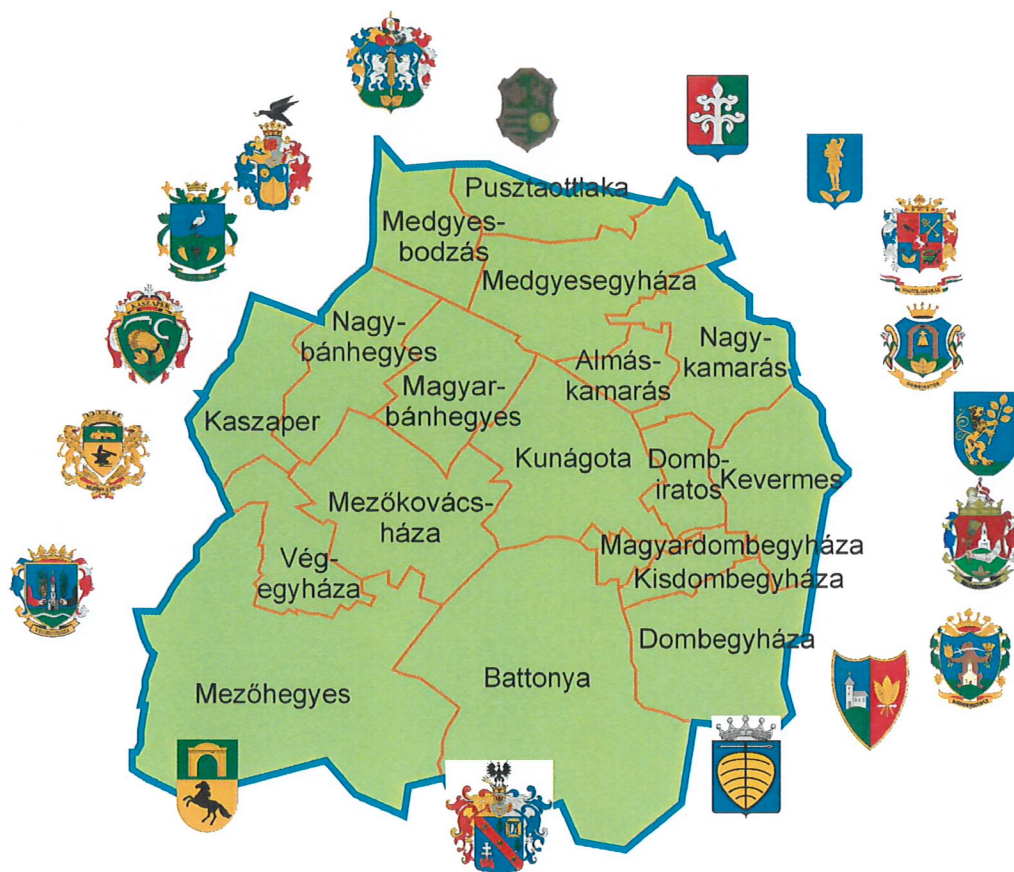 Pusztaottlaka
Medgyes-
bodzás
Medgyesegyháza
Nagy-
bánhegyes
Magyar-
bánhegyes
Almás-
kamarás
Nagy-
kamarás
Kaszaper
Kunágota
Domb-
iratos
Kevermes
Mezőkovács-
háza
Magyardombegyháza
Kisdombegyháza
Vég-
egyháza
Dombegyháza
Mezőhegyes
Battonya
KASZAPER